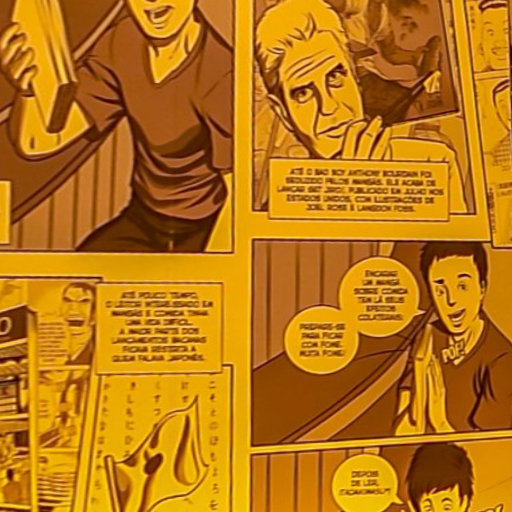 ATÉ O BAD BOY ANTHONY BOURDAIN FOI
SEDUZIDO PELOS MANGÁS. ELE ACABA DE
LANÇAR GET JIRO!, PUBLICADO EM JULHO NOS
ESTADOS UNIDOS, COM ILUSTRAÇÕES DE
JOEL ROSE E LANGDON FOSS.
ATÉ POUCO TEMPO,
O LEITOR INTERESSADO EM
MANGÁS E COMIDA TINHA
UMA VIDA DIFÍCIL.
A MAIOR PARTE DOS
LANÇAMENTOS BACANAS
FICAVA RESTRITA A
QUEM FALAVA JAPONÊS.
ENCARAR
UM MANGÁ
SOBRE COMIDA
TEM LÁ SEUS
EFEITOS
COLATERAIS.
PREPARE-SE
PARA FICAR
COM FOME.
MUITA FOME!
POF!
DEPOIS
DE LER,
ITADAKIMASU*!